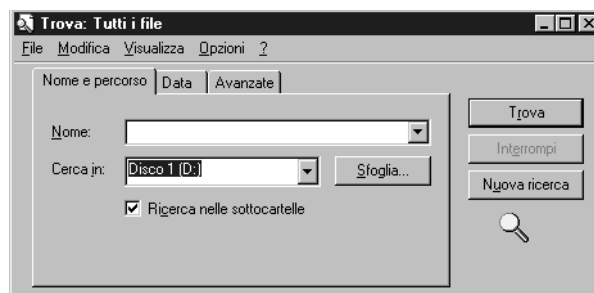 Trova: Tutti i file
File Modifica Visualizza Opzioni ?
Nome e percorso Data Avanzate
Nome:
Cerca in: Disco 1 (D:) Sfoglia...
Ricerca nelle sottocartelle
Trova
Interrompi
Nuova ricerca